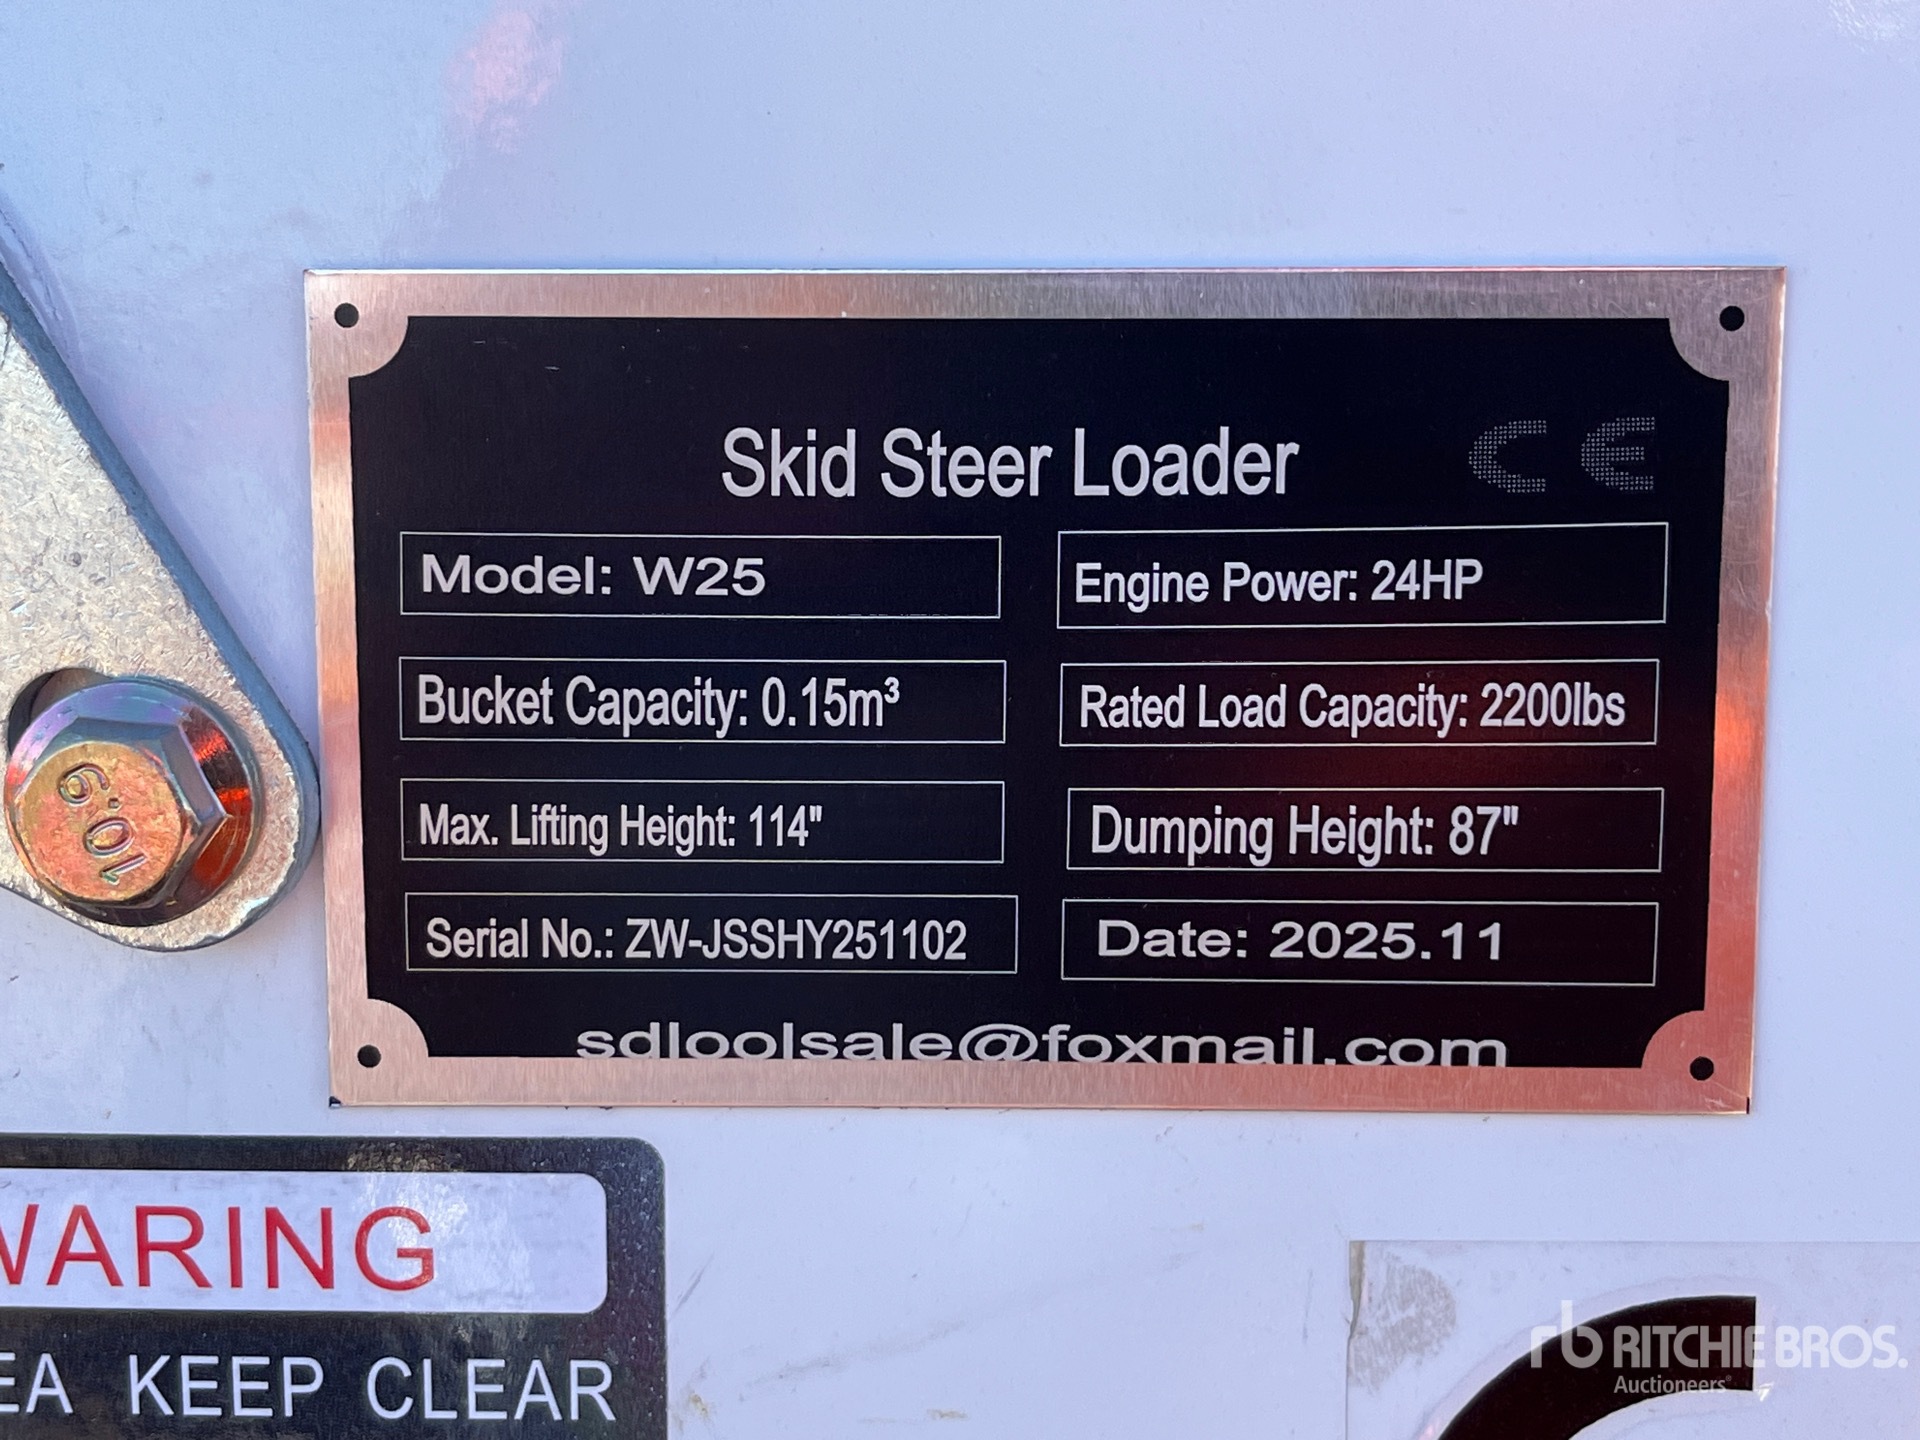 Skid Steer Loader CE
Model: W25
Engine Power: 24HP
Bucket Capacity: 0.15m³
Rated Load Capacity: 2200lbs
Max. Lifting Height: 114"
Dumping Height: 87"
Serial No.: ZW-JSSHY251102
Date: 2025.11
sdloolsale@foxmail.com
10.9
WARING
EA KEEP CLEAR
rb RITCHIE BROS.
Auctioneers